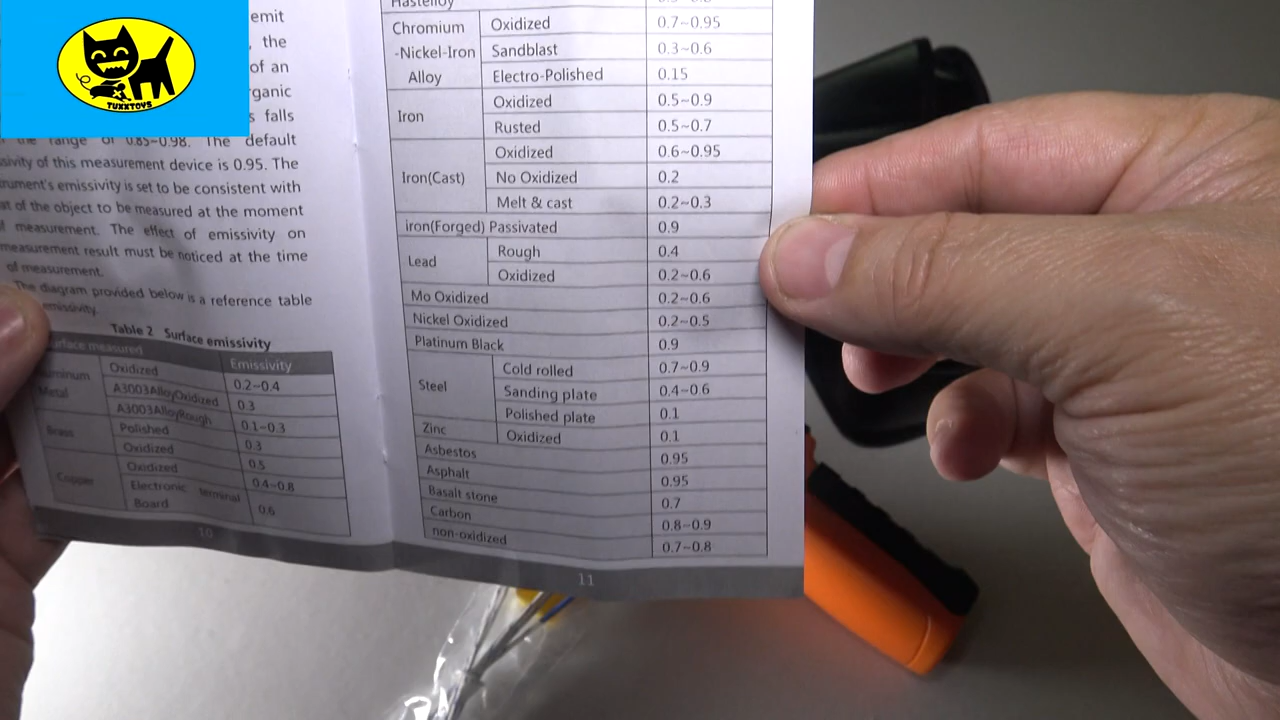 TUXXTOYS
emit
, the
of an
rganic
s falls
the range of 0.85~0.98. The default
ssivity of this measurement device is 0.95. The
trument's emissivity is set to be consistent with
at of the object to be measured at the moment
f measurement. The effect of emissivity on
measurement result must be noticed at the time
of measurement.
The diagram provided below is a reference table
emissivity.
Table 2 Surface emissivity
urface measured Emissivity
uminum Metal Oxidized 0.2~0.4
A3003AlloyOxidized 0.3
A3003AlloyRough 0.1~0.3
Brass Polished 0.3
Oxidized 0.5
Copper Oxidized 0.4~0.8
Electronic terminal Board 0.6
10
Hastelloy
Chromium -Nickel-Iron Alloy Oxidized 0.7~0.95
Sandblast 0.3~0.6
Electro-Polished 0.15
Iron Oxidized 0.5~0.9
Rusted 0.5~0.7
Iron(Cast) Oxidized 0.6~0.95
No Oxidized 0.2
Melt & cast 0.2~0.3
iron(Forged) Passivated 0.9
Lead Rough 0.4
Oxidized 0.2~0.6
Mo Oxidized 0.2~0.6
Nickel Oxidized 0.2~0.5
Platinum Black 0.9
Steel Cold rolled 0.7~0.9
Sanding plate 0.4~0.6
Polished plate 0.1
Zinc Oxidized 0.1
Asbestos 0.95
Asphalt 0.95
Basalt stone 0.7
Carbon 0.8~0.9
non-oxidized 0.7~0.8
11